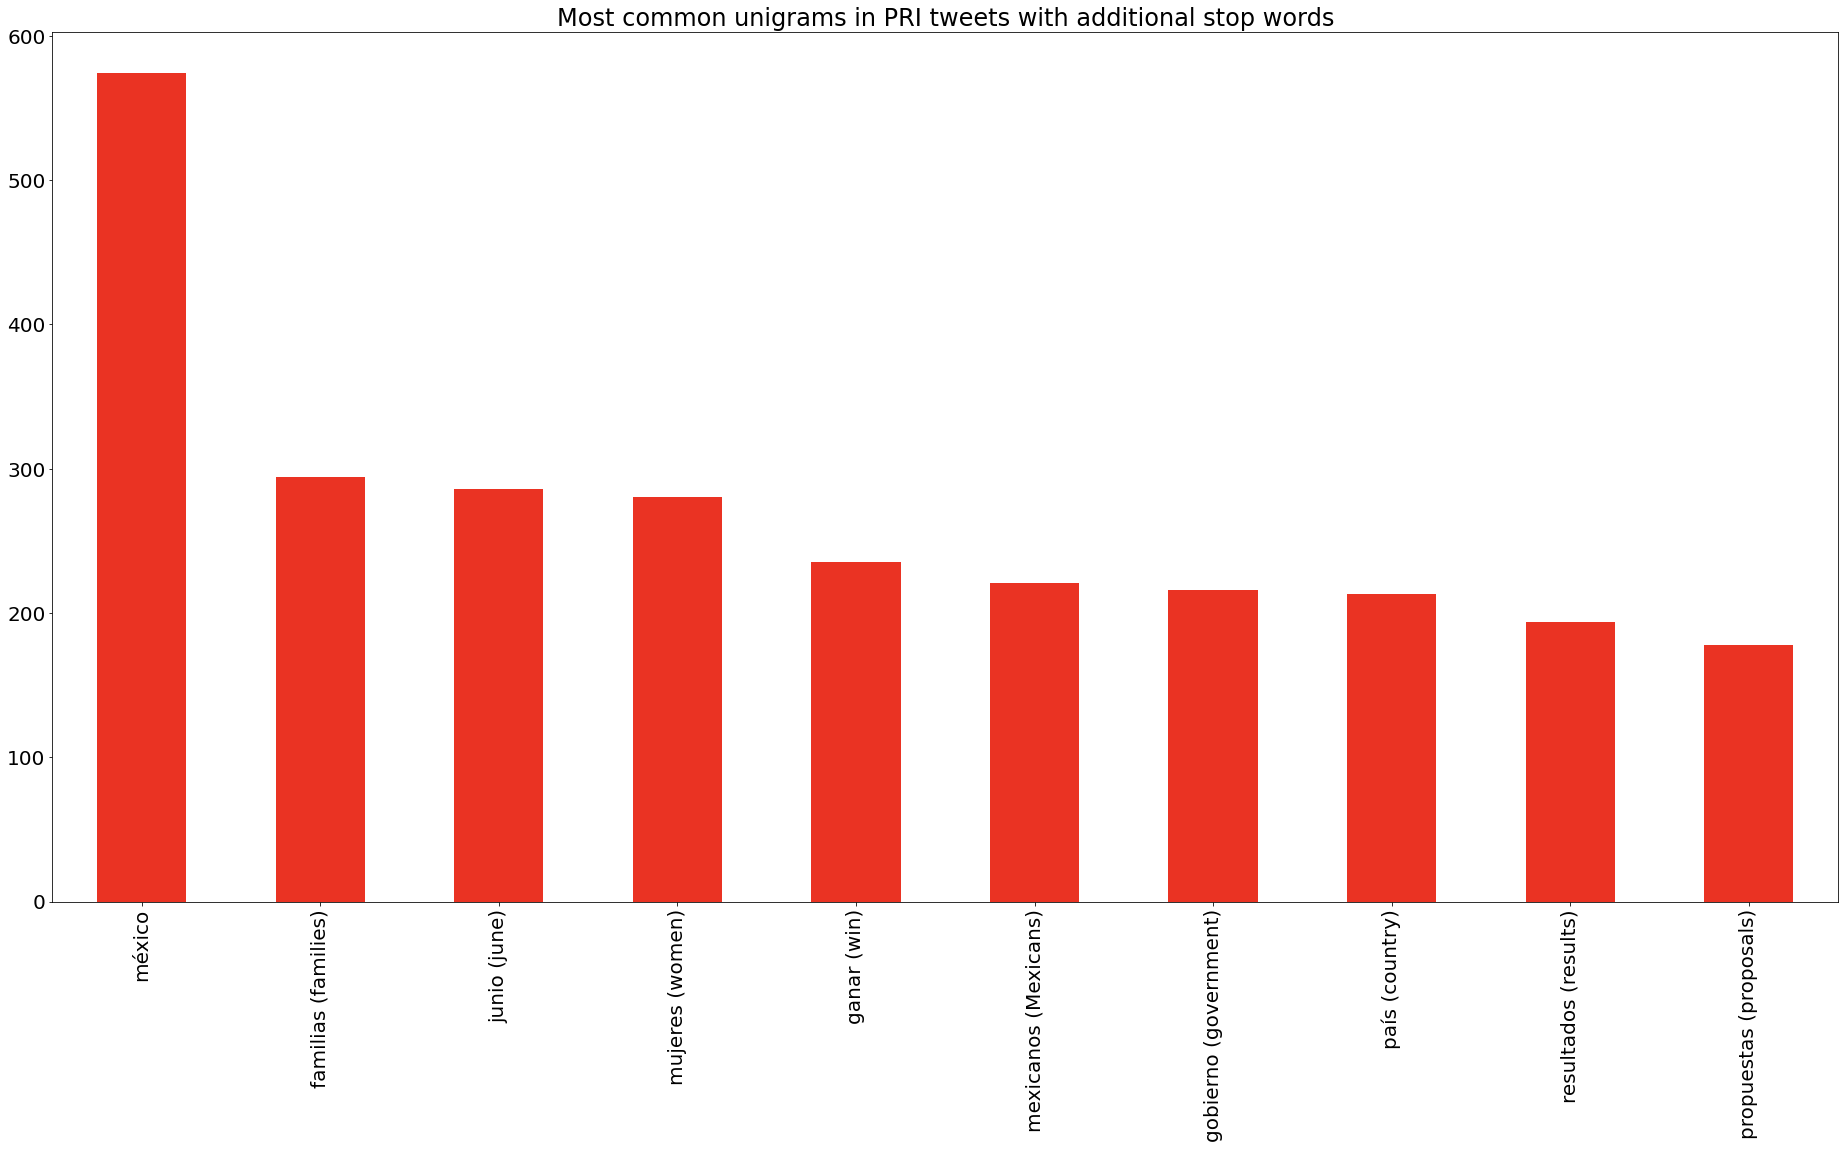 Most common unigrams in PRI tweets with additional stop words
600
500
400
300
200
100
0
méxico
familias (families)
junio (june)
mujeres (women)
ganar (win)
mexicanos (Mexicans)
gobierno (government)
país (country)
resultados (results)
propuestas (proposals)